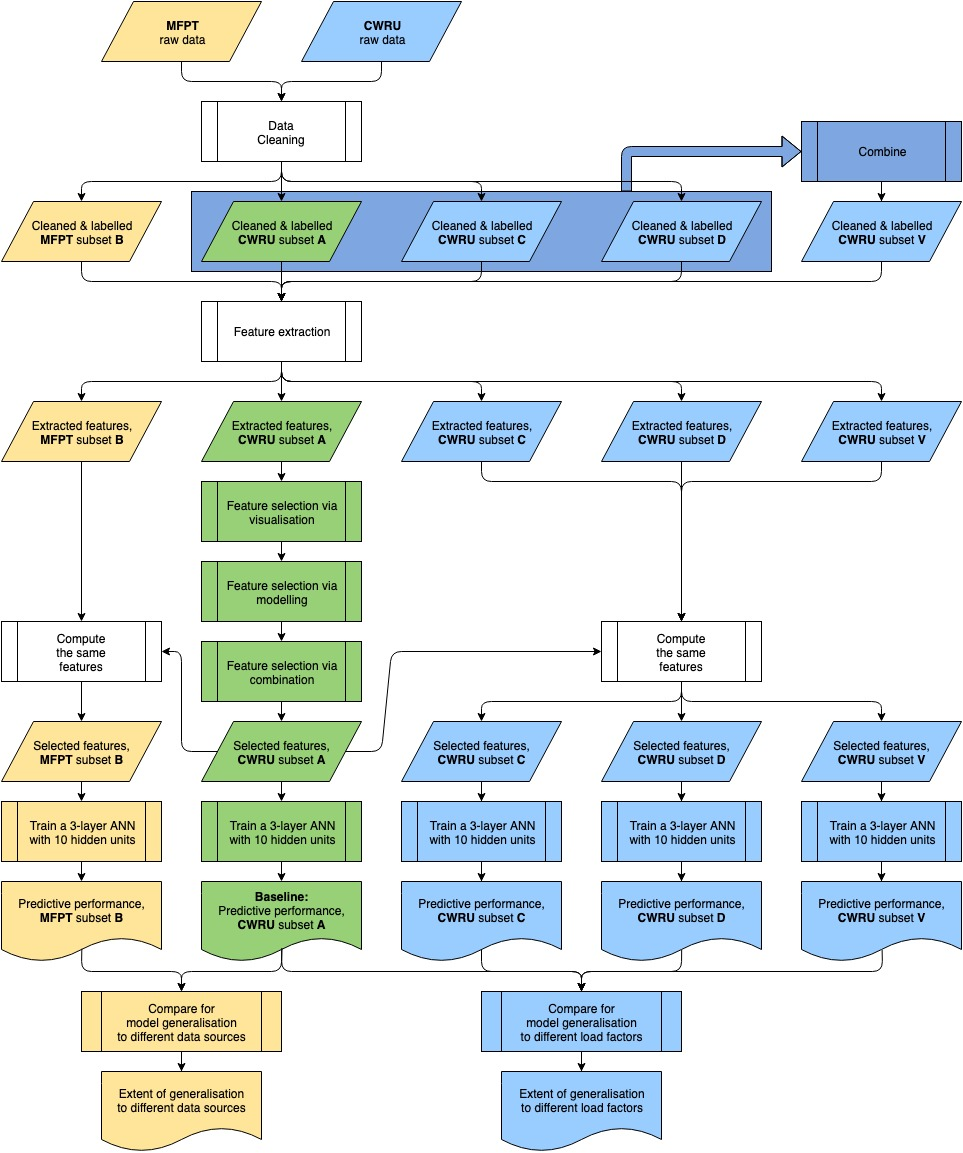 MFPT
raw data
CWRU
raw data
Data
Cleaning
Combine
Cleaned & labelled
MFPT subset B
Cleaned & labelled
CWRU subset A
Cleaned & labelled
CWRU subset C
Cleaned & labelled
CWRU subset D
Cleaned & labelled
CWRU subset V
Feature extraction
Extracted features,
MFPT subset B
Extracted features,
CWRU subset A
Extracted features,
CWRU subset C
Extracted features,
CWRU subset D
Extracted features,
CWRU subset V
Feature selection via
visualisation
Feature selection via
modelling
Compute
the same
features
Feature selection via
combination
Compute
the same
features
Selected features,
MFPT subset B
Selected features,
CWRU subset A
Selected features,
CWRU subset C
Selected features,
CWRU subset D
Selected features,
CWRU subset V
Train a 3-layer ANN
with 10 hidden units
Train a 3-layer ANN
with 10 hidden units
Train a 3-layer ANN
with 10 hidden units
Train a 3-layer ANN
with 10 hidden units
Train a 3-layer ANN
with 10 hidden units
Predictive performance,
MFPT subset B
Baseline:
Predictive performance,
CWRU subset A
Predictive performance,
CWRU subset C
Predictive performance,
CWRU subset D
Predictive performance,
CWRU subset V
Compare for
model generalisation
to different data sources
Compare for
model generalisation
to different load factors
Extent of generalisation
to different data sources
Extent of generalisation
to different load factors